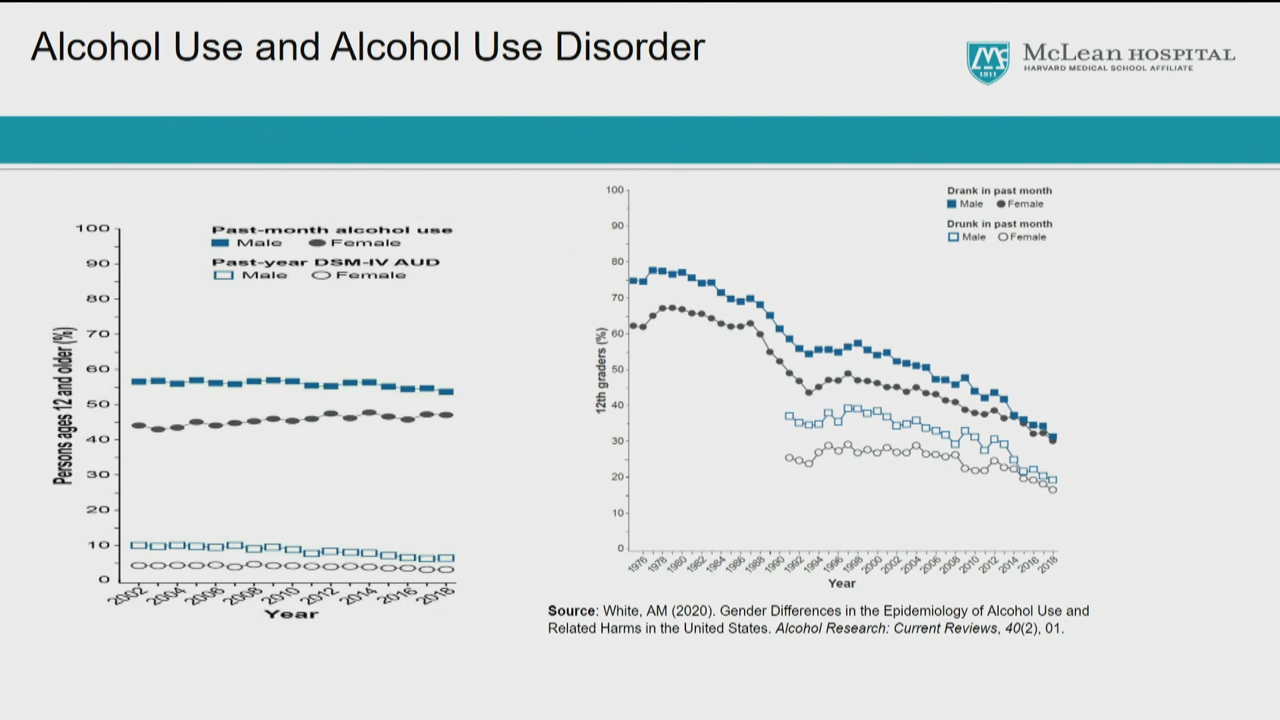 Alcohol Use and Alcohol Use Disorder
McLean HOSPITAL
HARVARD MEDICAL SCHOOL AFFILIATE
1811
Past-month alcohol use
Male Female
Past-year DSM-IV AUD
Male Female
Persons ages 12 and older (%)
100
90
80
70
60
50
40
30
20
10
0
2002 2004 2006 2008 2010 2012 2014 2016 2018
Year
Drank in past month
Male Female
Drunk in past month
Male Female
12th graders (%)
100
90
80
70
60
50
40
30
20
10
0
1976 1978 1980 1982 1984 1986 1988 1990 1992 1994 1996 1998 2000 2002 2004 2006 2008 2010 2012 2014 2016 2018
Year
Source: White, AM (2020). Gender Differences in the Epidemiology of Alcohol Use and
Related Harms in the United States. Alcohol Research: Current Reviews, 40(2), 01.